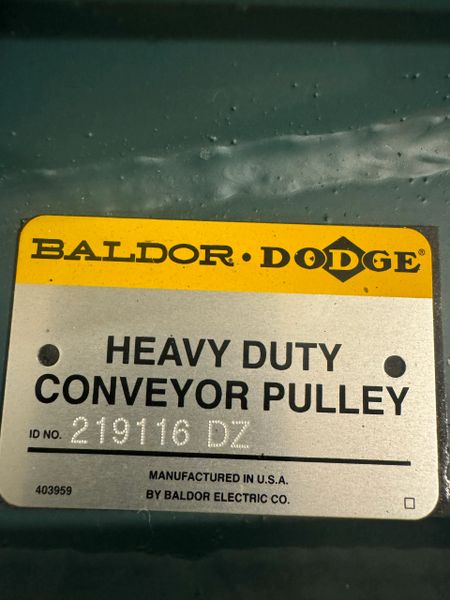 BALDOR • DODGE®
HEAVY DUTY
CONVEYOR PULLEY
ID NO. 219116 DZ
MANUFACTURED IN U.S.A.
403959 BY BALDOR ELECTRIC CO.